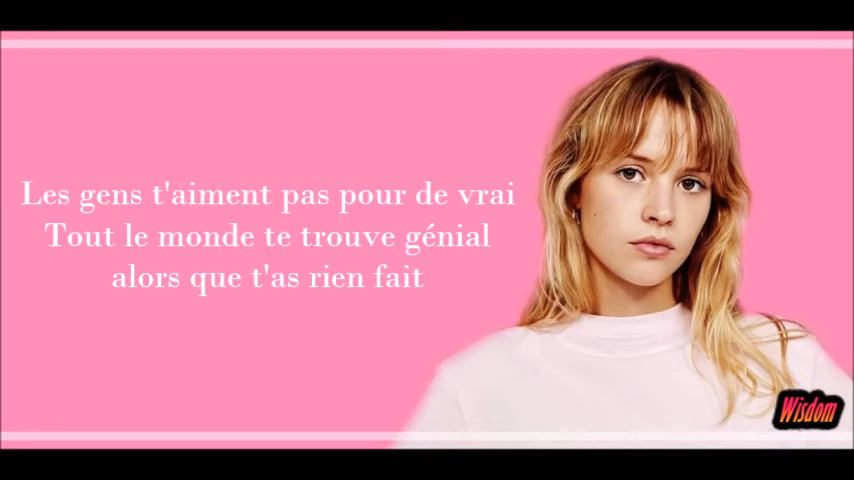 Les gens t'aiment pas pour de vrai
Tout le monde te trouve génial
alors que t'as rien fait
Wisdom